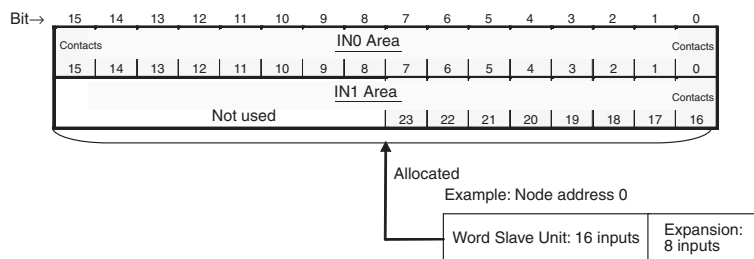 Bit→ 15 14 13 12 11 10 9 8 7 6 5 4 3 2 1 0
Contacts IN0 Area Contacts
15 14 13 12 11 10 9 8 7 6 5 4 3 2 1 0
IN1 Area Contacts
Not used 23 22 21 20 19 18 17 16
Allocated
Example: Node address 0
Word Slave Unit: 16 inputs Expansion:
8 inputs